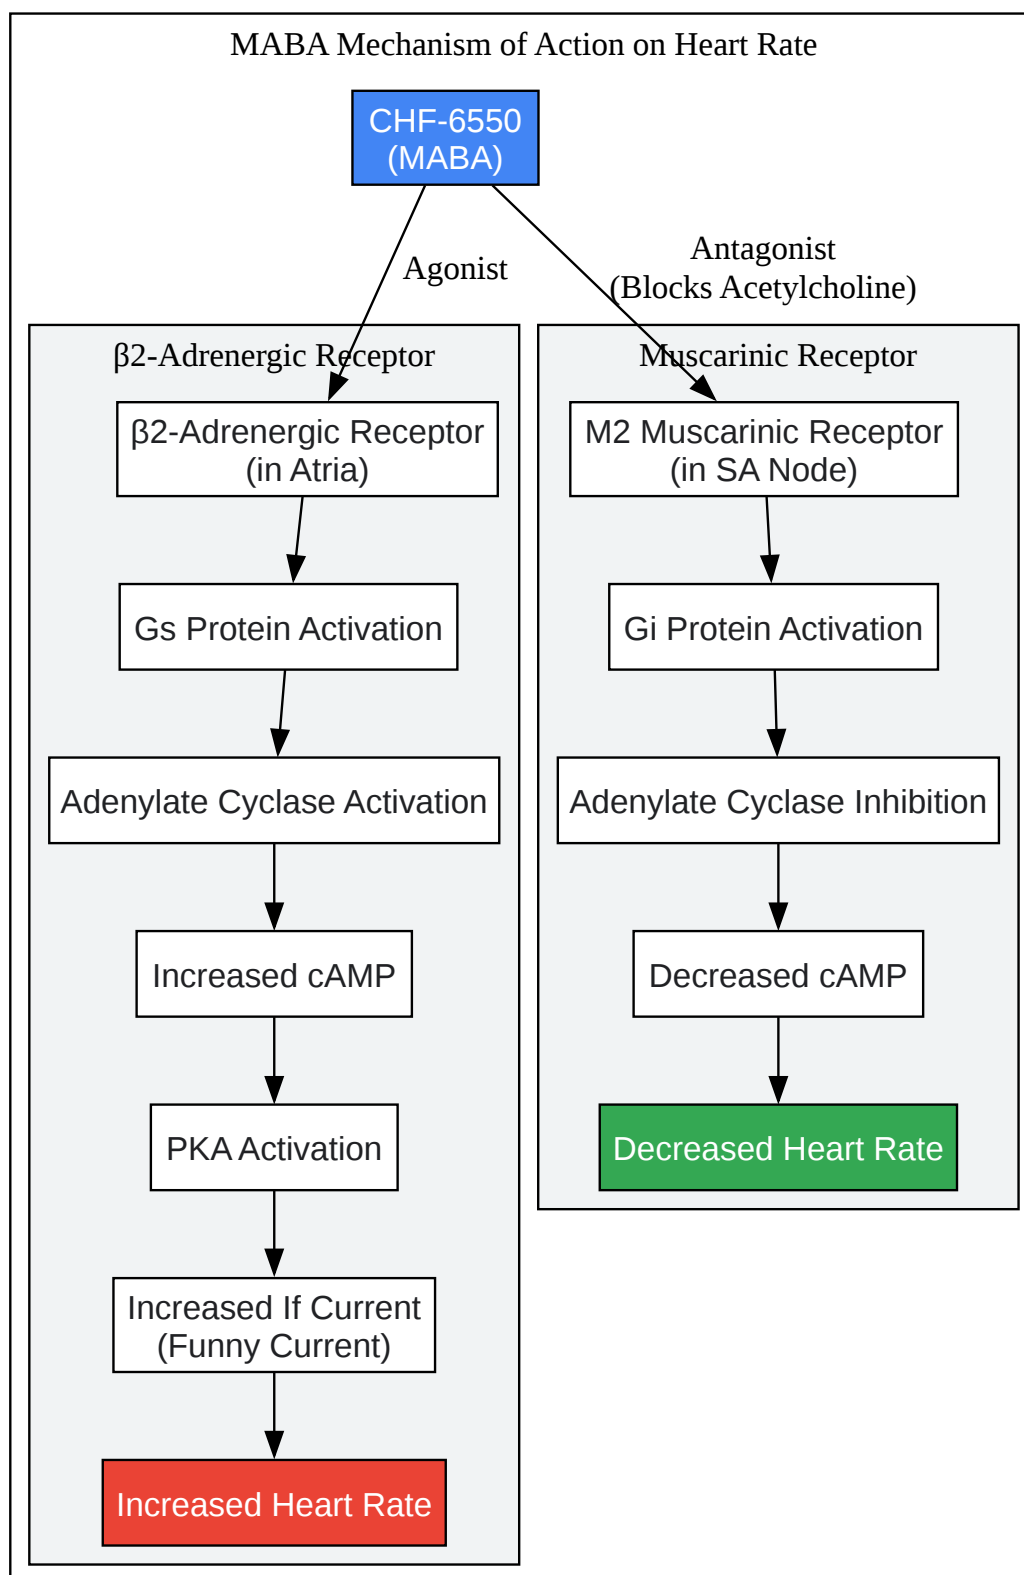 MABA Mechanism of Action on Heart Rate
CHF-6550
(MABA)
Agonist
Antagonist
(Blocks Acetylcholine)
β2-Adrenergic Receptor
β2-Adrenergic Receptor
(in Atria)
Gs Protein Activation
Adenylate Cyclase Activation
Increased cAMP
PKA Activation
Increased If Current
(Funny Current)
Increased Heart Rate
Muscarinic Receptor
M2 Muscarinic Receptor
(in SA Node)
Gi Protein Activation
Adenylate Cyclase Inhibition
Decreased cAMP
Decreased Heart Rate